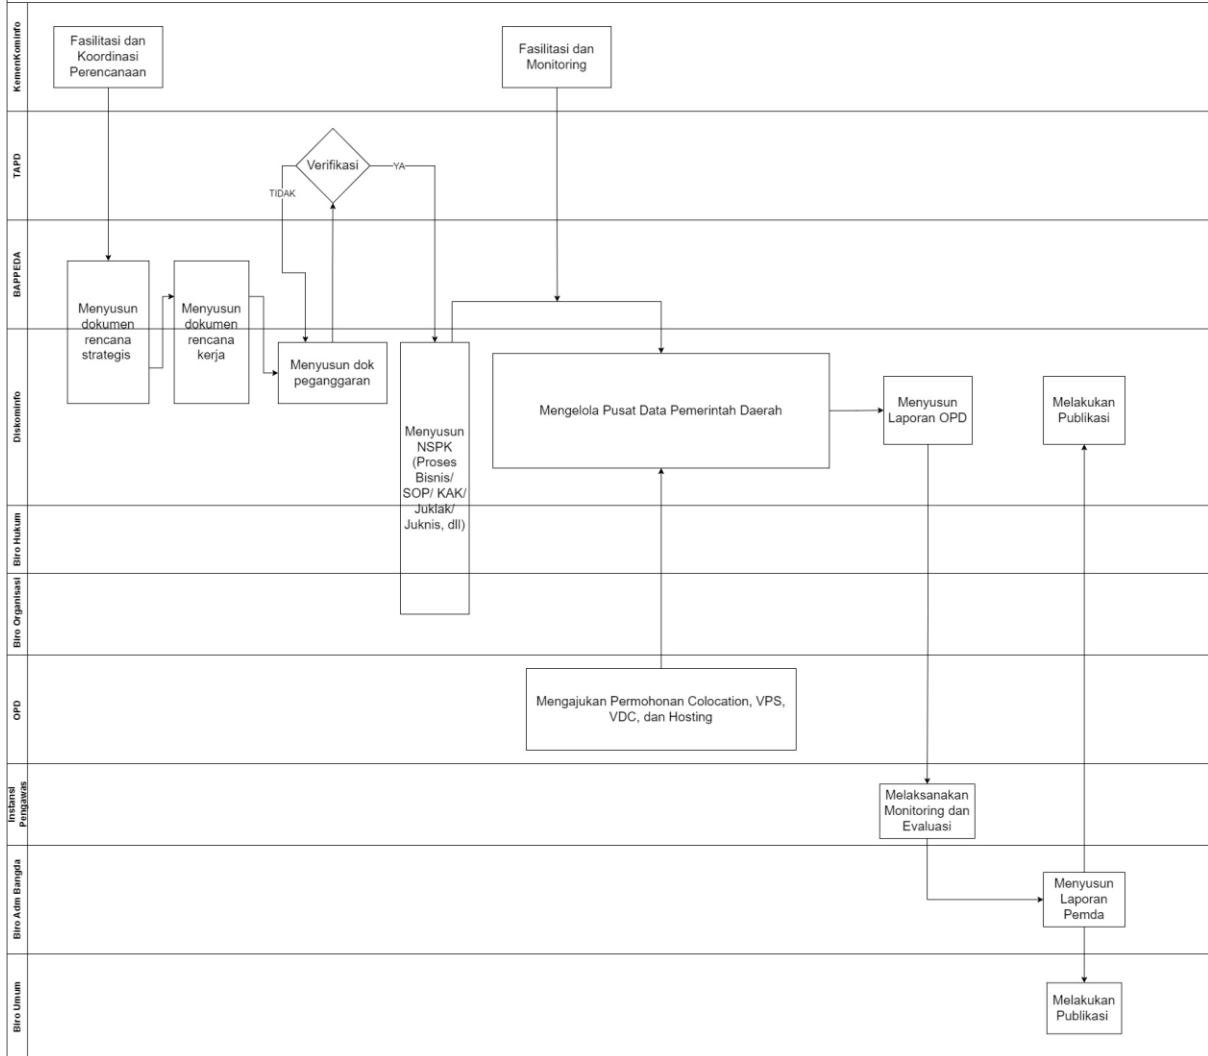 KemenKominfo
Fasilitasi dan
Koordinasi
Perencanaan
Fasilitasi dan
Monitoring
TAPD
Verifikasi
TIDAK
YA
BAPPEDA
Menyusun
dokumen
rencana
strategis
Menyusun
dokumen
rencana
kerja
Diskominfo
Menyusun dok
peganggaran
Menyusun
NSPK
(Proses
Bisnis/
SOP/ KAK/
Juklak/
Juknis, dll)
Mengelola Pusat Data Pemerintah Daerah
Menyusun
Laporan OPD
Melakukan
Publikasi
Biro Hukum
Biro Organisasi
OPD
Mengajukan Permohonan Colocation, VPS,
VDC, dan Hosting
Instansi
Pengawas
Melaksanakan
Monitoring dan
Evaluasi
Biro Adm Bangda
Menyusun
Laporan
Pemda
Biro Umum
Melakukan
Publikasi